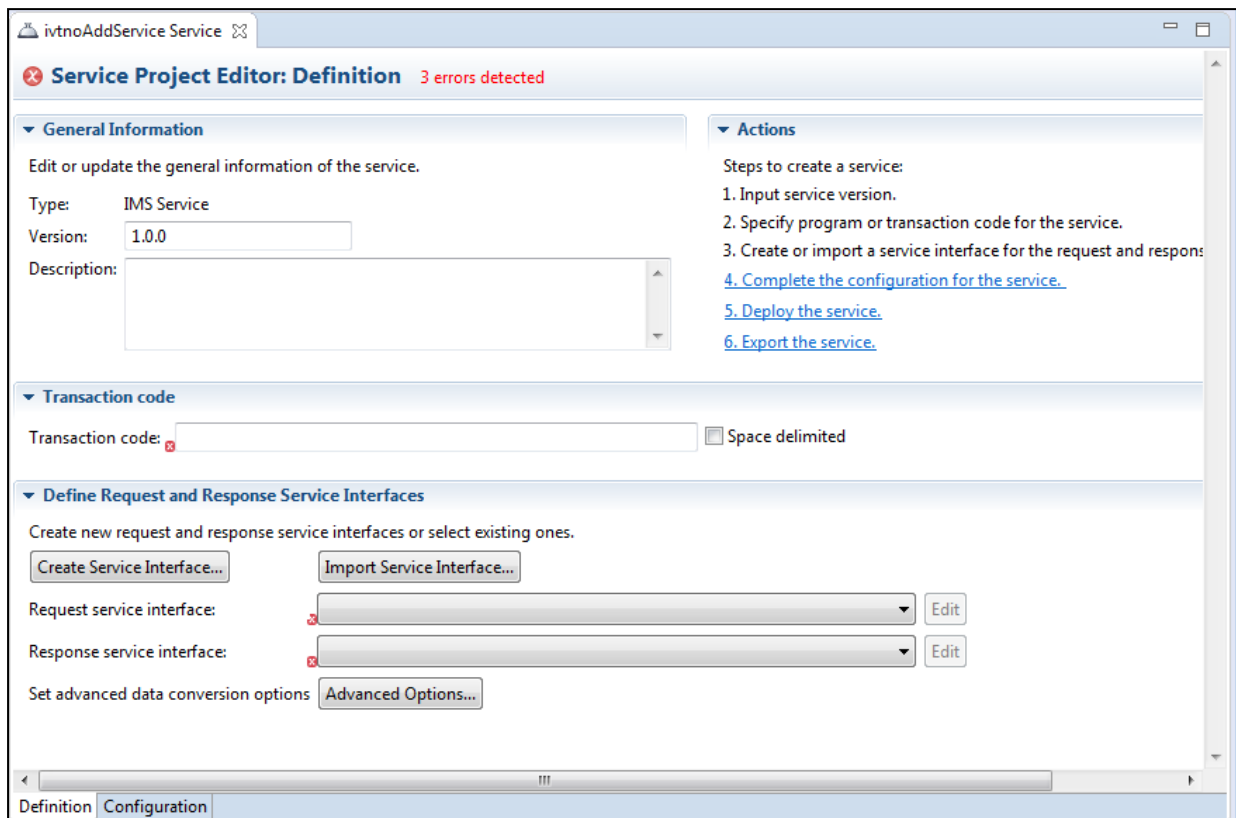 ivtnoAddService Service
Service Project Editor: Definition 3 errors detected
General Information
Edit or update the general information of the service.
Type: IMS Service
Version: 1.0.0
Description:
Actions
Steps to create a service:
1. Input service version.
2. Specify program or transaction code for the service.
3. Create or import a service interface for the request and respons
4. Complete the configuration for the service.
5. Deploy the service.
6. Export the service.
Transaction code
Transaction code: Space delimited
Define Request and Response Service Interfaces
Create new request and response service interfaces or select existing ones.
Create Service Interface... Import Service Interface...
Request service interface: Edit
Response service interface: Edit
Set advanced data conversion options Advanced Options...
Definition Configuration